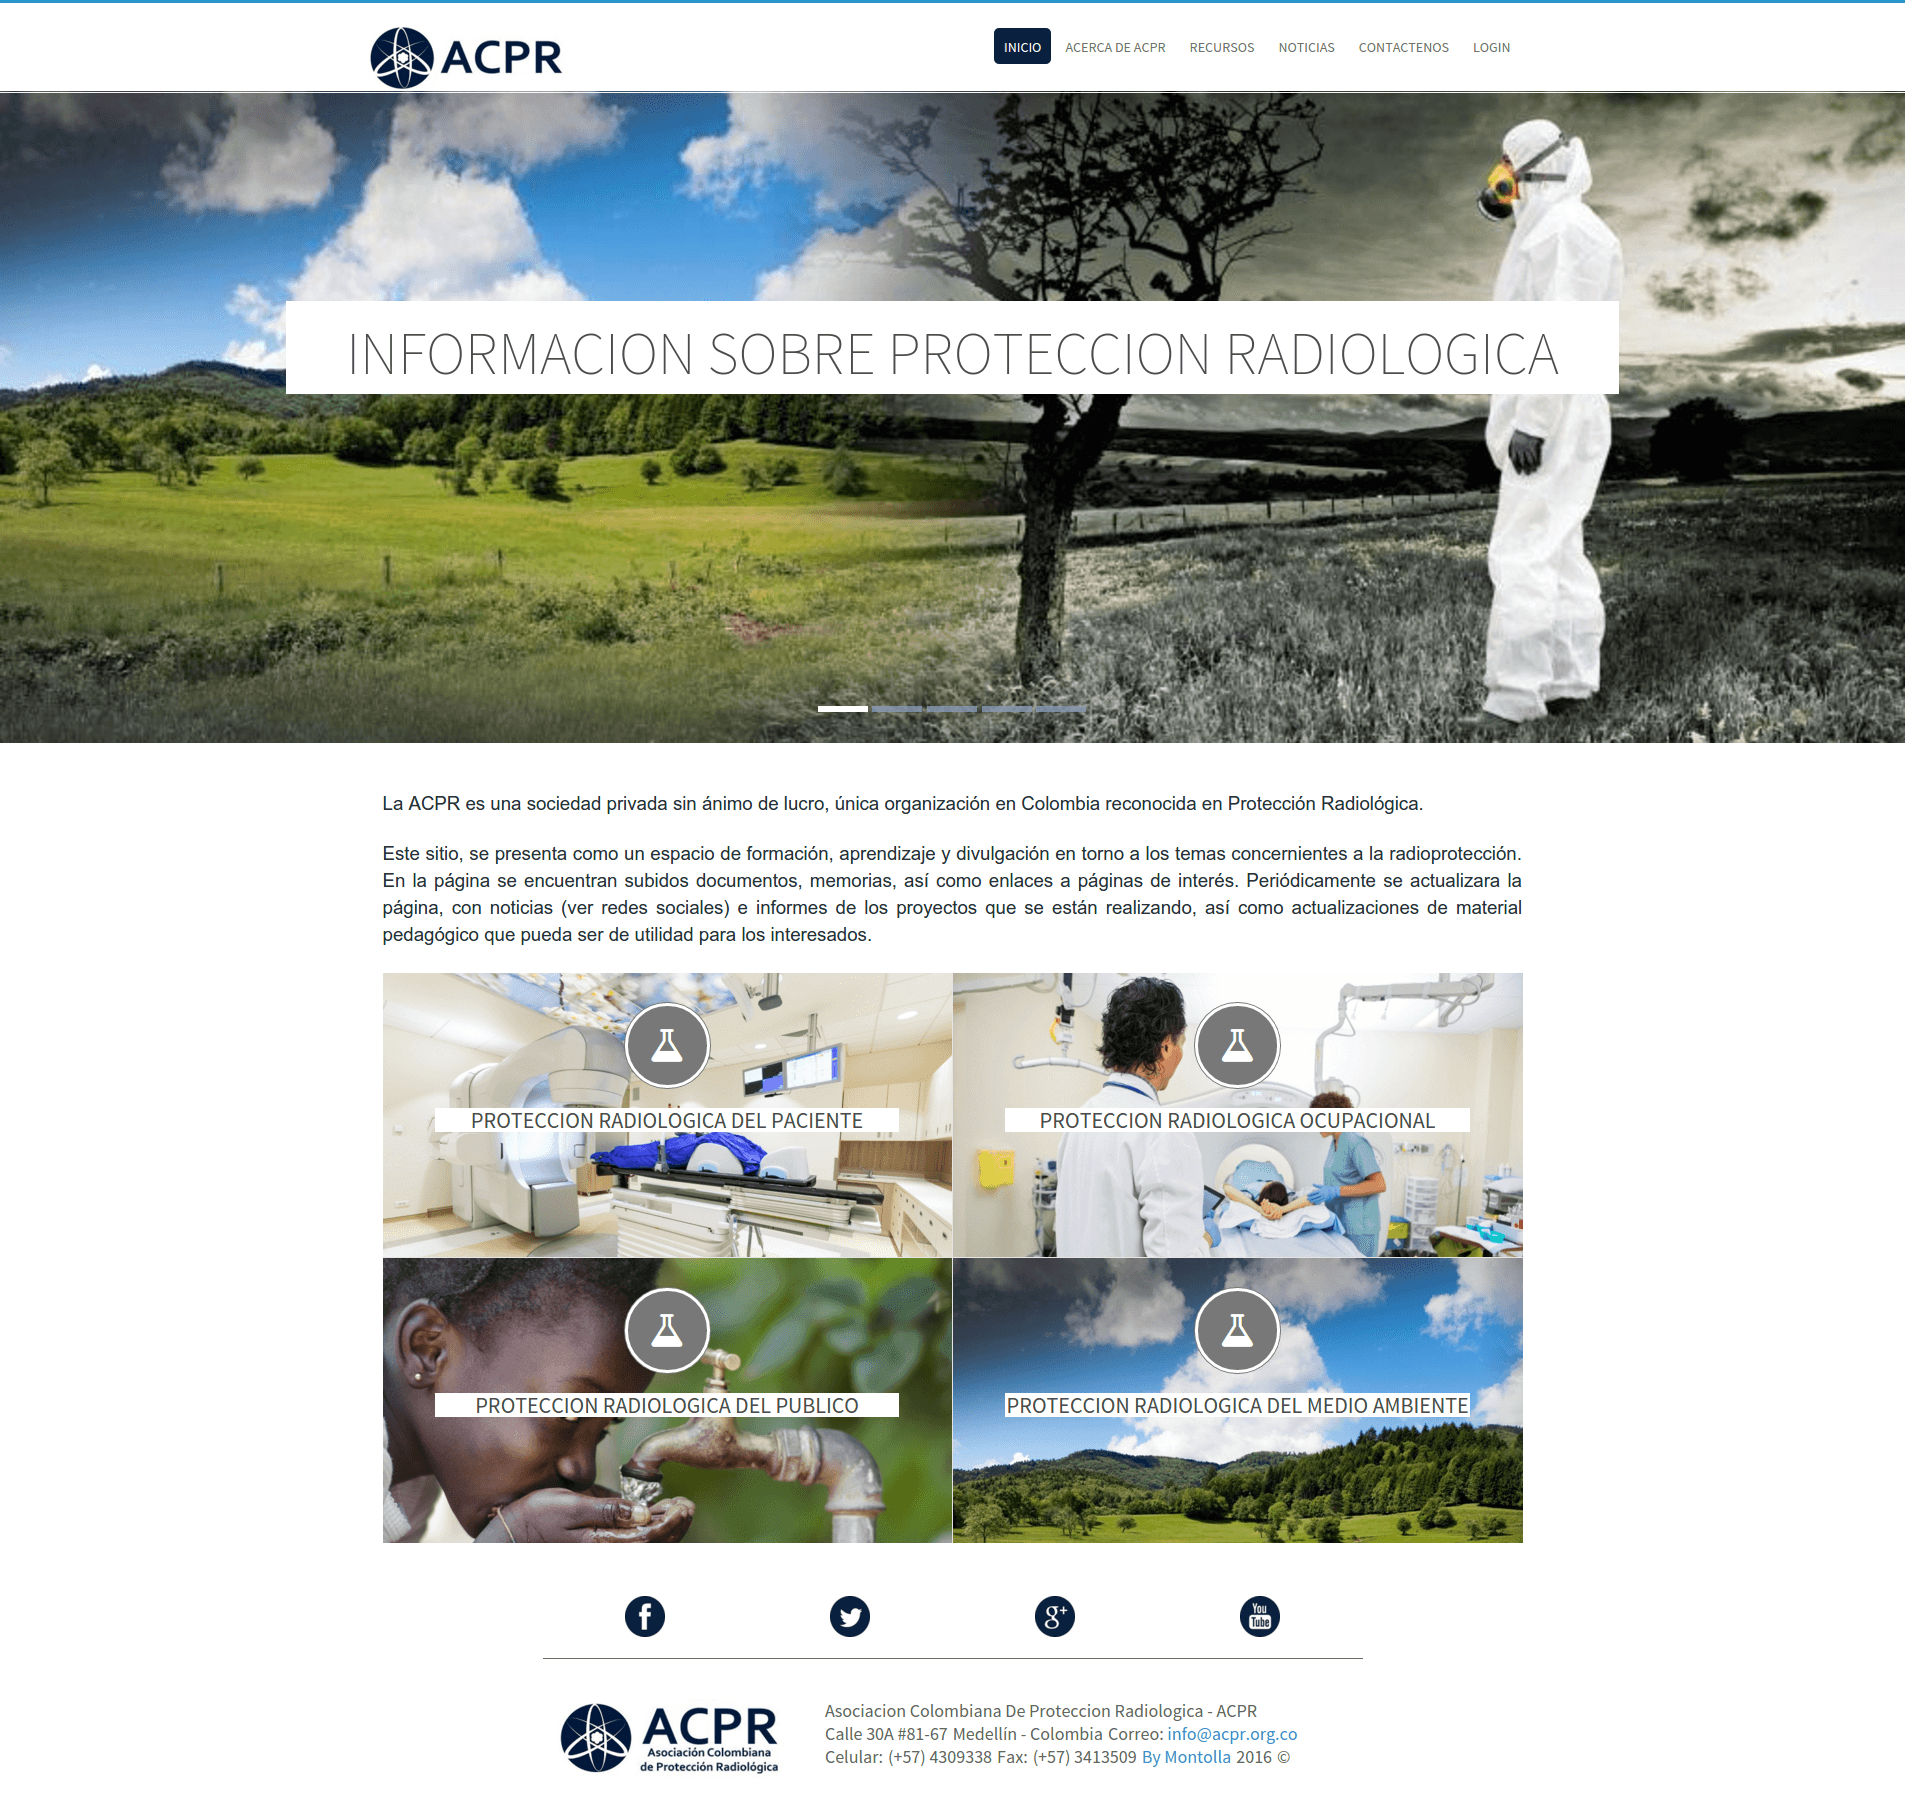 ACPR
INICIO
ACERCA DE ACPR
RECURSOS
NOTICIAS
CONTACTENOS
LOGIN
INFORMACION SOBRE PROTECCION RADIOLOGICA
La ACPR es una sociedad privada sin ánimo de lucro, única organización en Colombia reconocida en Protección Radiológica.
Este sitio, se presenta como un espacio de formación, aprendizaje y divulgación en torno a los temas concernientes a la radioprotección.
En la página se encuentran subidos documentos, memorias, así como enlaces a páginas de interés. Periódicamente se actualizara la
página, con noticias (ver redes sociales) e informes de los proyectos que se están realizando, así como actualizaciones de material
pedagógico que pueda ser de utilidad para los interesados.
PROTECCION RADIOLOGICA DEL PACIENTE
PROTECCION RADIOLOGICA OCUPACIONAL
PROTECCION RADIOLOGICA DEL PUBLICO
PROTECCION RADIOLOGICA DEL MEDIO AMBIENTE
f
g+
You
Tube
ACPR
Asociación Colombiana
de Protección Radiológica
Asociacion Colombiana De Proteccion Radiologica - ACPR
Calle 30A #81-67 Medellín - Colombia Correo: info@acpr.org.co
Celular: (+57) 4309338 Fax: (+57) 3413509 By Montolla 2016 ©